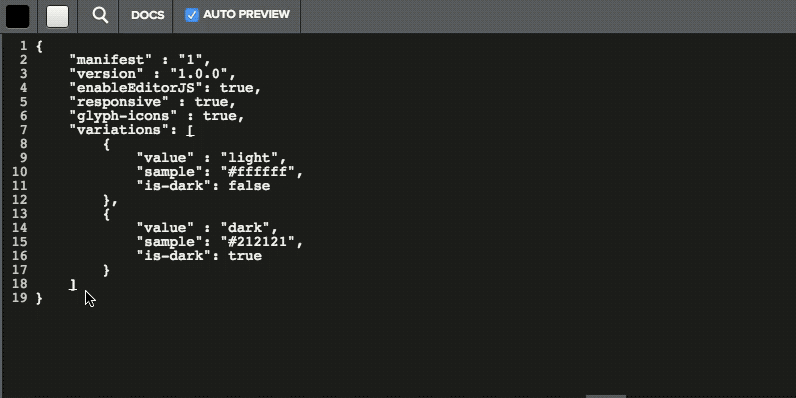 DOCS AUTO PREVIEW
1 {
2 "manifest" : "1",
3 "version" : "1.0.0",
4 "enableEditorJS": true,
5 "responsive" : true,
6 "glyph-icons" : true,
7 "variations": [
8 {
9 "value" : "light",
10 "sample": "#ffffff",
11 "is-dark": false
12 },
13 {
14 "value" : "dark",
15 "sample": "#212121",
16 "is-dark": true
17 }
18 ]
19 }